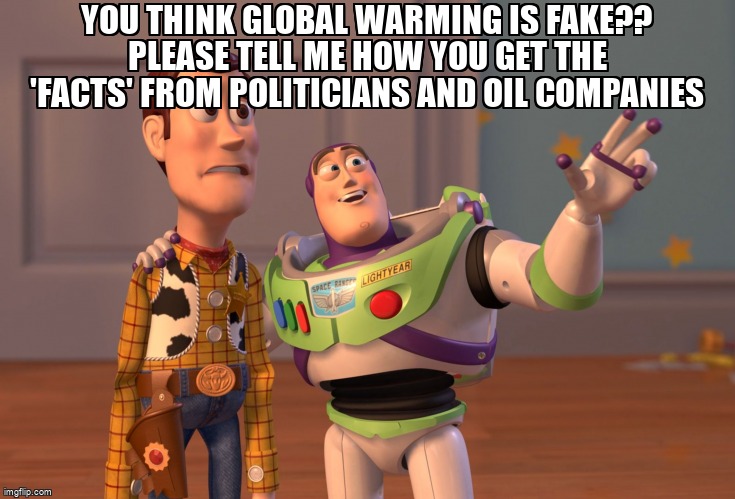 YOU THINK GLOBAL WARMING IS FAKE??
PLEASE TELL ME HOW YOU GET THE
'FACTS' FROM POLITICIANS AND OIL COMPANIES
SPACE RANGER
LIGHTYEAR
imgflip.com